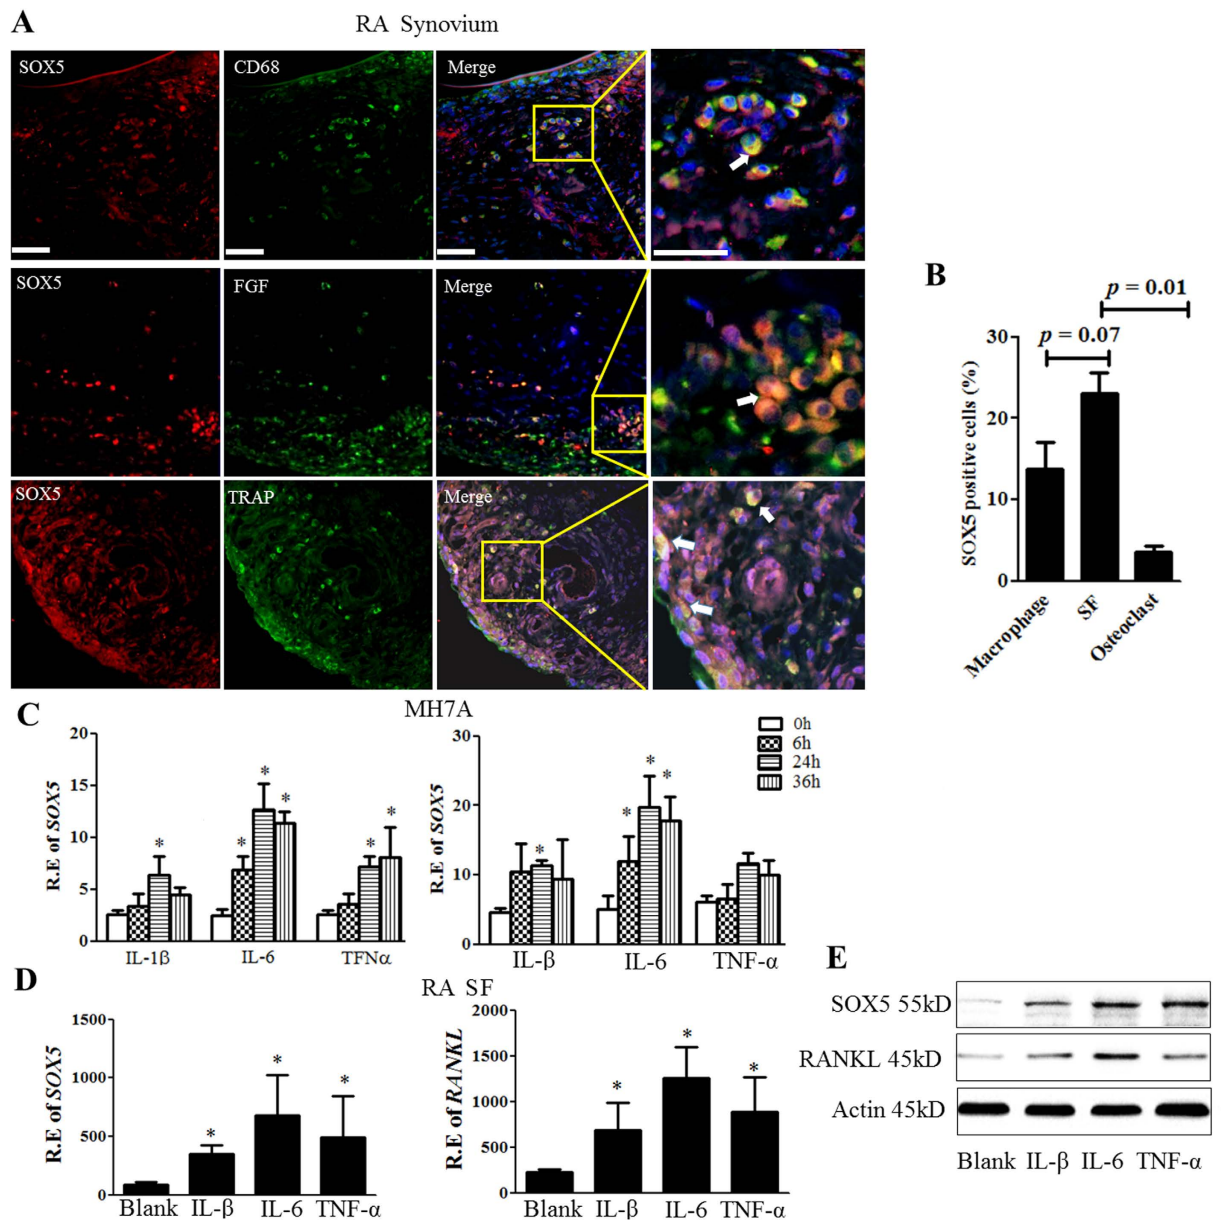 A
RA Synovium
SOX5
CD68
Merge
SOX5
FGF
Merge
SOX5
TRAP
Merge
B
p = 0.01
p = 0.07
SOX5 positive cells (%)
30
20
10
0
Macrophage
SF
Osteoclast
C
MH7A
R.E of SOX5
20
15
10
5
0
* * * * * *
IL-1β IL-6 TFNα
R.E of SOX5
30
20
10
0
* * * *
IL-β IL-6 TNF-α
0h
6h
24h
36h
D
RA SF
R.E of SOX5
1500
1000
500
0
* * *
Blank IL-β IL-6 TNF-α
R.E of RANKL
2000
1500
1000
500
0
* * *
Blank IL-β IL-6 TNF-α
E
SOX5 55kD
RANKL 45kD
Actin 45kD
Blank IL-β IL-6 TNF-α